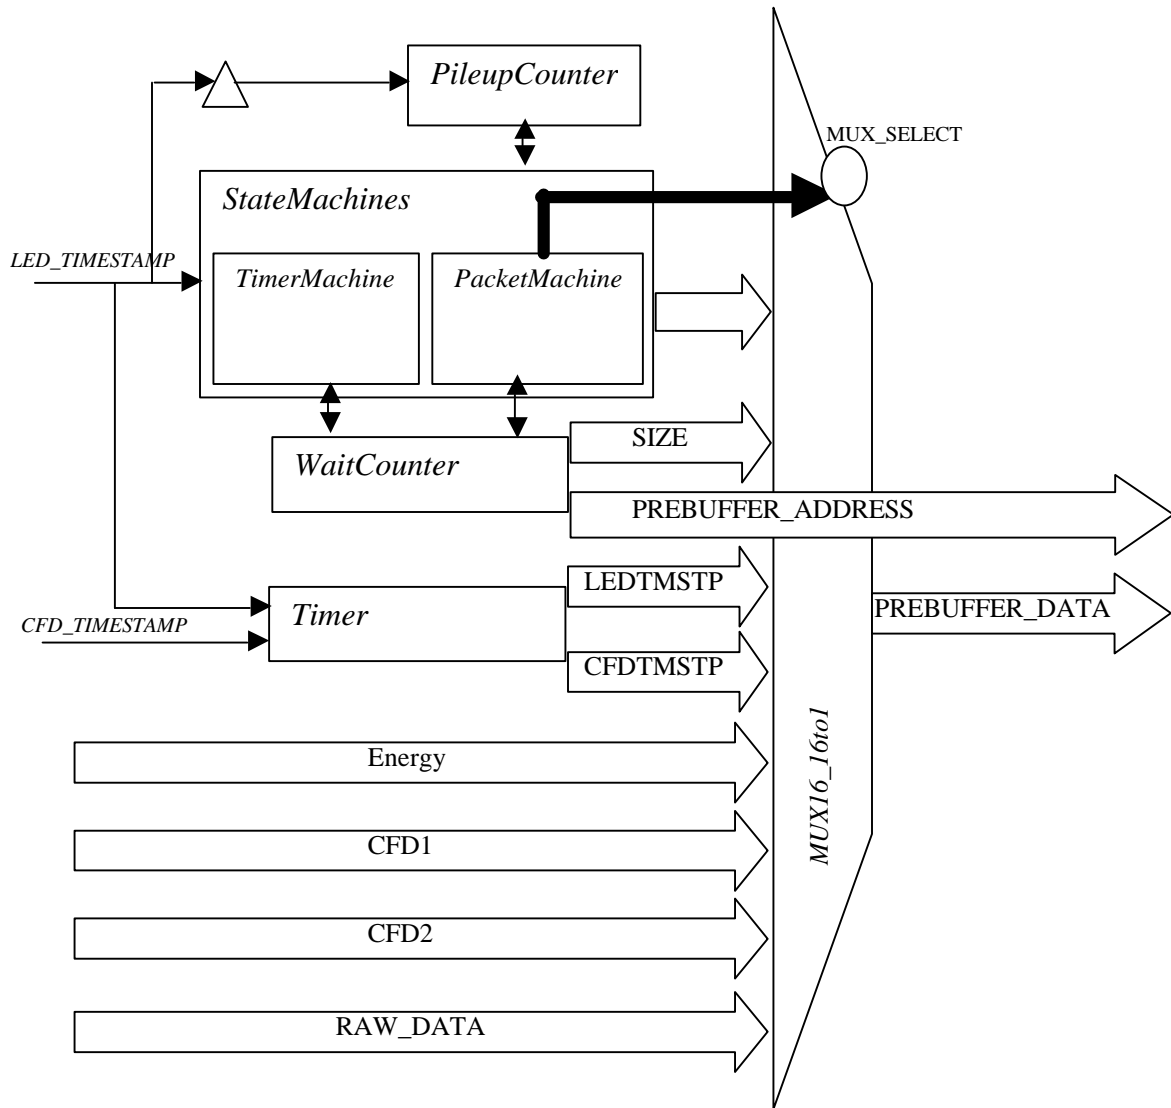 PileupCounter
MUX_SELECT
StateMachines
LED_TIMESTAMP
TimerMachine
PacketMachine
SIZE
WaitCounter
PREBUFFER_ADDRESS
LEDTMSTP
Timer
PREBUFFER_DATA
CFD_TIMESTAMP
CFDTMSTP
Energy
MUX16_16to1
CFD1
CFD2
RAW_DATA